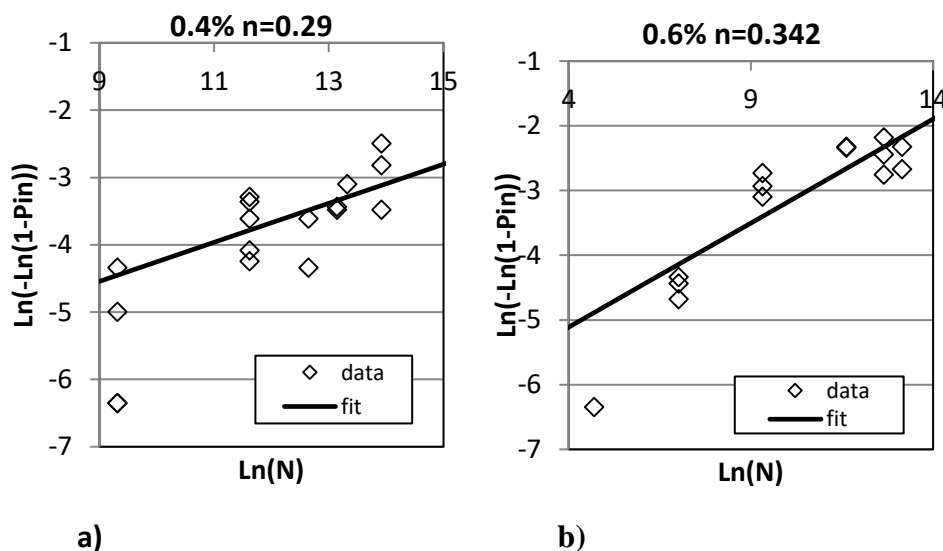 0.4% n=0.29
-1
9 11 13 15
-2
-3
-4
-5
-6
-7
Ln(-Ln(1-Pin))
data
fit
Ln(N)
a)
0.6% n=0.342
-1
4 9 14
-2
-3
-4
-5
-6
-7
Ln(-Ln(1-Pin))
data
fit
Ln(N)
b)